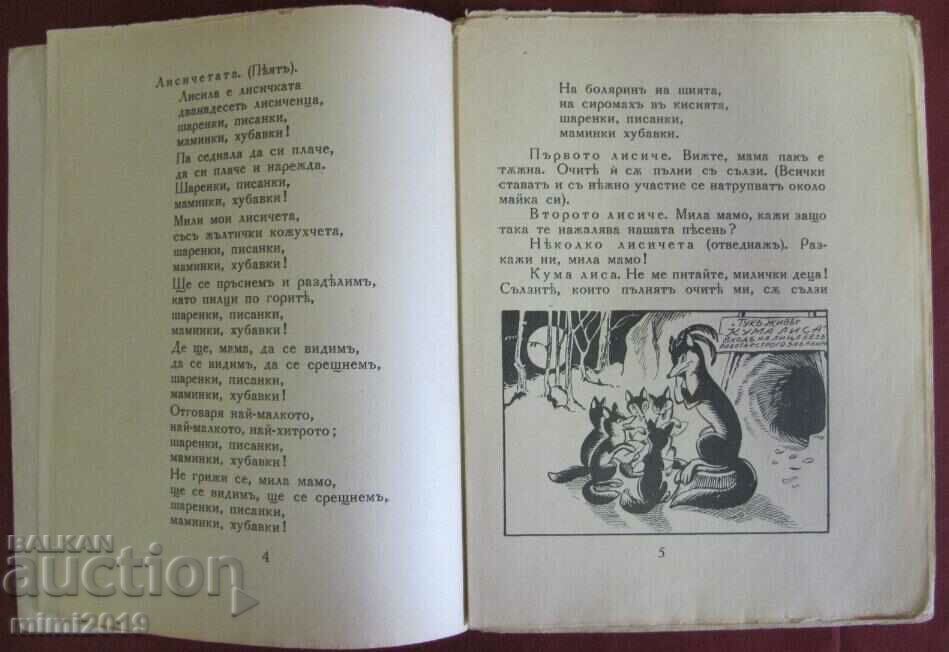 Лисичетата. (Пѣятъ).
Лисила е лисичката
дванадесеть лисиченца,
шаренки, писанки,
маминки, хубавки!
Па седнала да си плаче,
да си плаче и нарежда.
Шаренки, писанки,
маминки, хубавки!
Мили мои лисичета,
със жълтички кожухчета,
шаренки, писанки,
маминки, хубавки!
Ще се пръснемъ и раздѣлимъ,
като пилци по горитѣ,
шаренки, писанки,
маминки, хубавки!
Де ще, мама, да се видимъ,
да се видимъ, да се срещнемъ,
шаренки, писанки,
маминки, хубавки!
Отговаря най-малкото,
най-малкото, най-хитрото;
шаренки, писанки,
маминки, хубавки!
Не грижи се, мила мамо,
ще се видимъ, ще се срещнемъ,
шаренки, писанки,
маминки, хубавки!
4
На боляринъ на шията,
на сиромахъ въ кисията,
шаренки, писанки,
маминки хубавки.
Първото лисиче. Вижте, мама пакъ е
тѫжна. Очитѣ ѝ сѫ пълни съ сълзи. (Всички
стават и съ нѣжно участие се натрупват около
майка си).
Второто лисиче. Мила мамо, кажи защо
така те нажалява нашата пѣсень?
Нѣколко лисичета (отведнажъ). Раз-
кажи ни, мила мамо!
Кума лиса. Не ме питайте, милички деца!
Сълзитѣ, които пълнятъ очитѣ ми, сѫ сълзи
„Тукъ живѣе
Кума Лиса“
5
BALKAN
auction
mimi2019